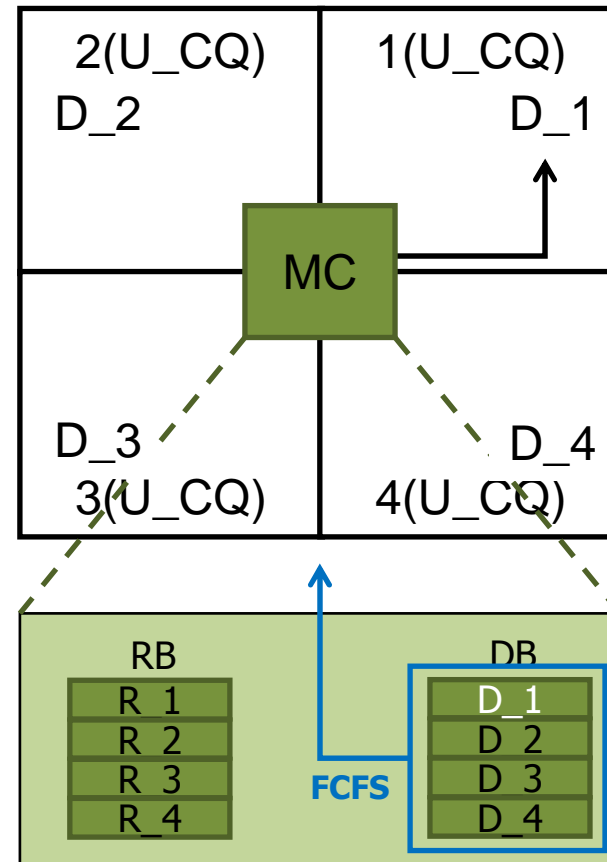 2(U_CQ) 1(U_CQ)
D_2 D_1
MC
D_3 D_4
3(U_CQ) 4(U_CQ)
RB DB
R_1 D_1
R_2 D_2
R_3 D_3
FCFS
R_4 D_4